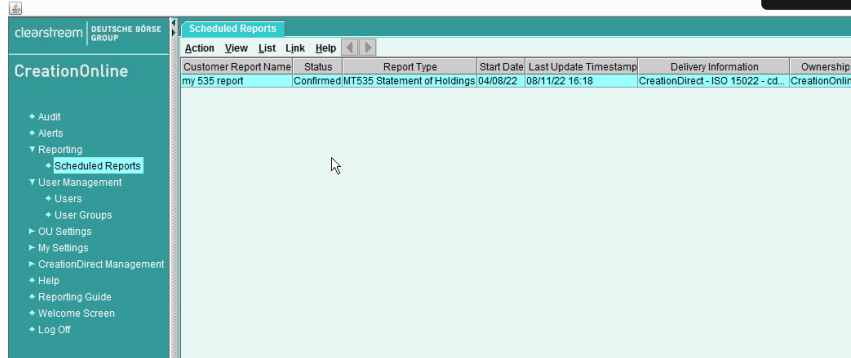 clearstream DEUTSCHE BÖRSE GROUP
CreationOnline
Audit
Alerts
Reporting
Scheduled Reports
User Management
Users
User Groups
OU Settings
My Settings
CreationDirect Management
Help
Reporting Guide
Welcome Screen
Log Off
Scheduled Reports
Action View List Link Help
Customer Report Name Status Report Type Start Date Last Update Timestamp Delivery Information Ownership
my 535 report Confirmed MT535 Statement of Holdings 04/08/22 08/11/22 16:18 CreationDirect - ISO 15022 - cd... CreationOnlin